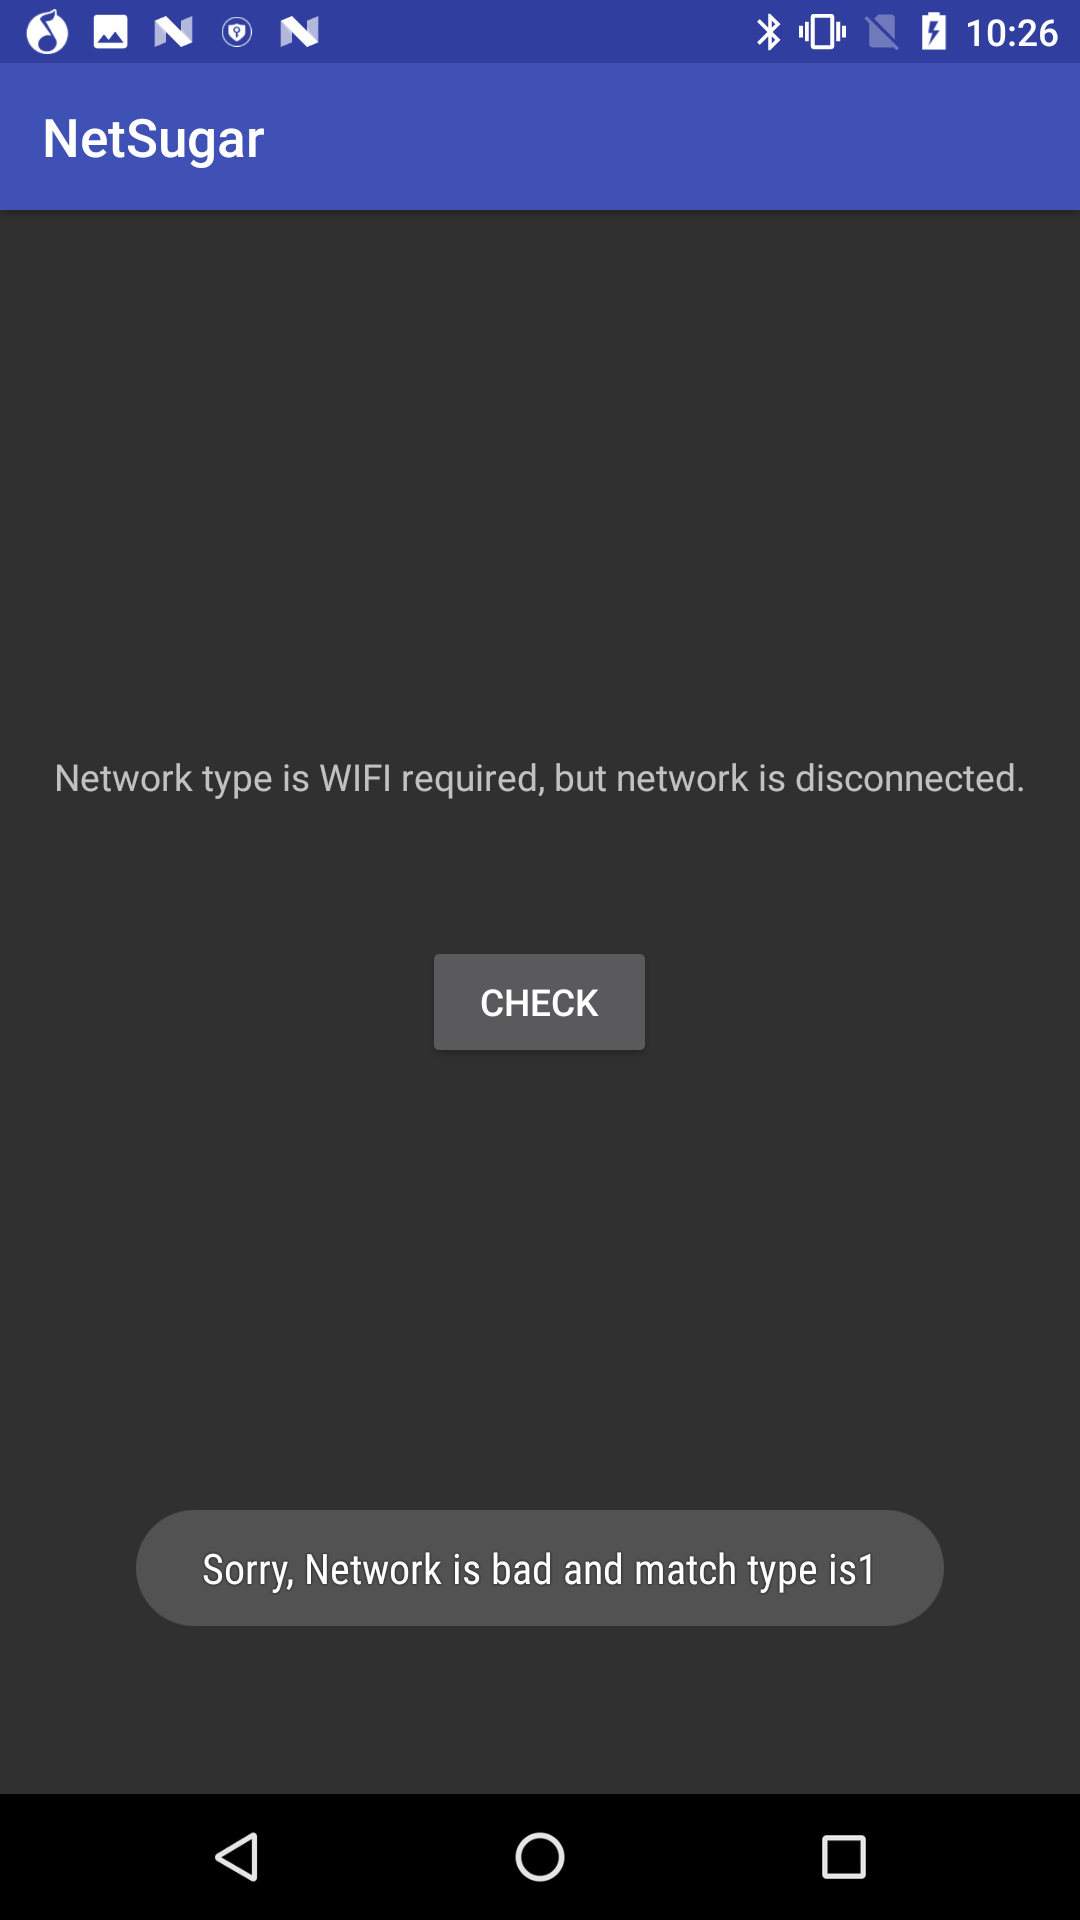 10:26
NetSugar
Network type is WIFI required, but network is disconnected.
CHECK
Sorry, Network is bad and match type is1